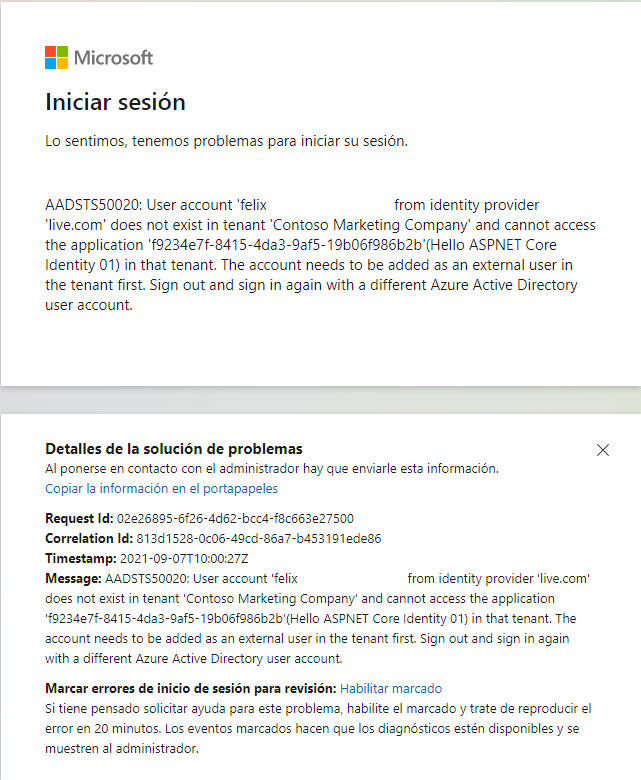 Microsoft
Iniciar sesión
Lo sentimos, tenemos problemas para iniciar su sesión.
AADSTS50020: User account 'felix from identity provider
'live.com' does not exist in tenant 'Contoso Marketing Company' and cannot access
the application 'f9234e7f-8415-4da3-9af5-19b06f986b2b'(Hello ASPNET Core
Identity 01) in that tenant. The account needs to be added as an external user in
the tenant first. Sign out and sign in again with a different Azure Active Directory
user account.
Detalles de la solución de problemas
Al ponerse en contacto con el administrador hay que enviarle esta información.
Copiar la información en el portapapeles
Request Id: 02e26895-6f26-4d62-bcc4-f8c663e27500
Correlation Id: 813d1528-0c06-49cd-86a7-b453191ede86
Timestamp: 2021-09-07T10:00:27Z
Message: AADSTS50020: User account 'felix from identity provider 'live.com'
does not exist in tenant 'Contoso Marketing Company' and cannot access the application
'f9234e7f-8415-4da3-9af5-19b06f986b2b'(Hello ASPNET Core Identity 01) in that tenant. The
account needs to be added as an external user in the tenant first. Sign out and sign in again
with a different Azure Active Directory user account.
Marcar errores de inicio de sesión para revisión: Habilitar marcado
Si tiene pensado solicitar ayuda para este problema, habilite el marcado y trate de reproducir el
error en 20 minutos. Los eventos marcados hacen que los diagnósticos estén disponibles y se
muestren al administrador.